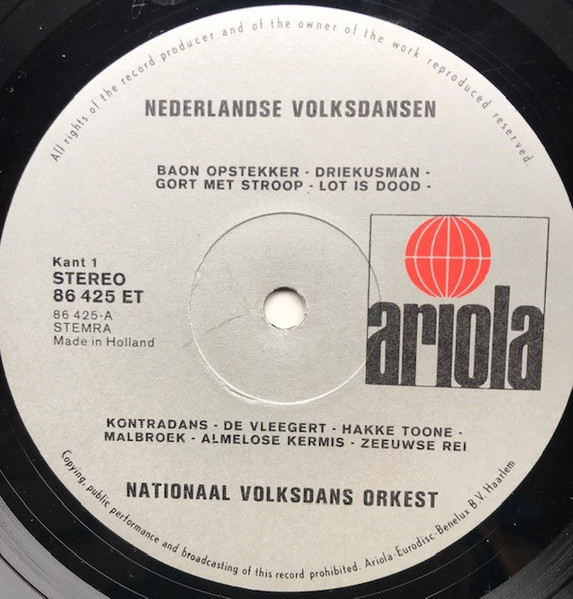 All rights of the record producer and of the owner of the work reproduced reserved.
NEDERLANDSE VOLKSDANSEN
BAON OPSTEKKER - DRIEKUSMAN -
GORT MET STROOP - LOT IS DOOD -
Kant 1
STEREO
86 425 ET
86 425-A
STEMRA
Made in Holland
ariola
KONTRADANS - DE VLEEGERT - HAKKE TOONE -
MALBROEK - ALMELOSE KERMIS - ZEEUWSE REI
NATIONAAL VOLKSDANS ORKEST
Copying, public performance and broadcasting of this record prohibited. Ariola-Eurodisc-Benelux B.V. Haarlem